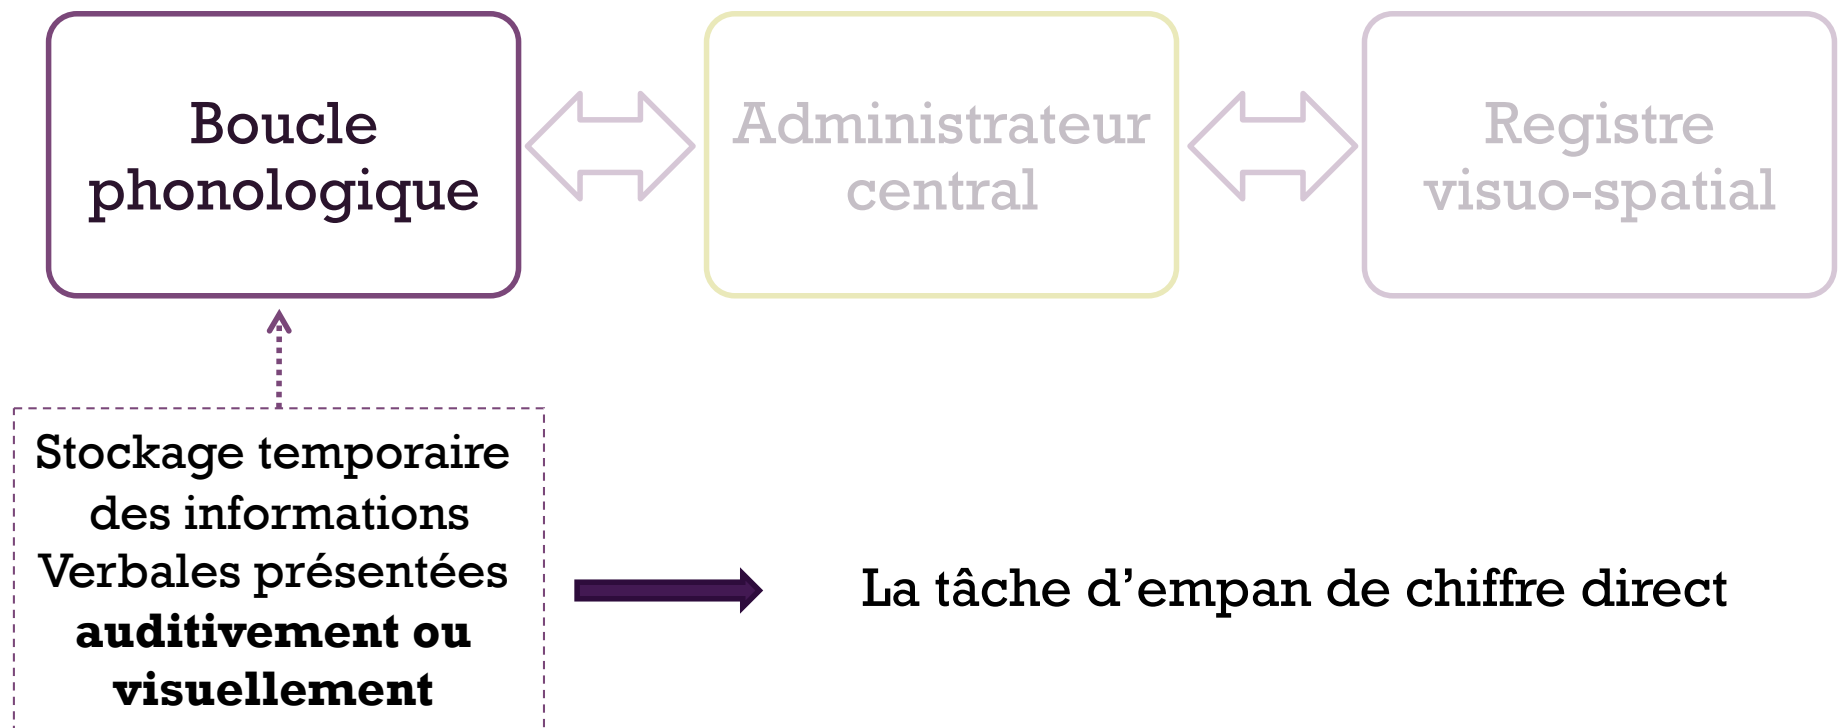 Boucle
phonologique
Administrateur
central
Registre
visuo-spatial
Stockage temporaire
des informations
Verbales présentées
auditivement ou
visuellement
La tâche d’empan de chiffre direct